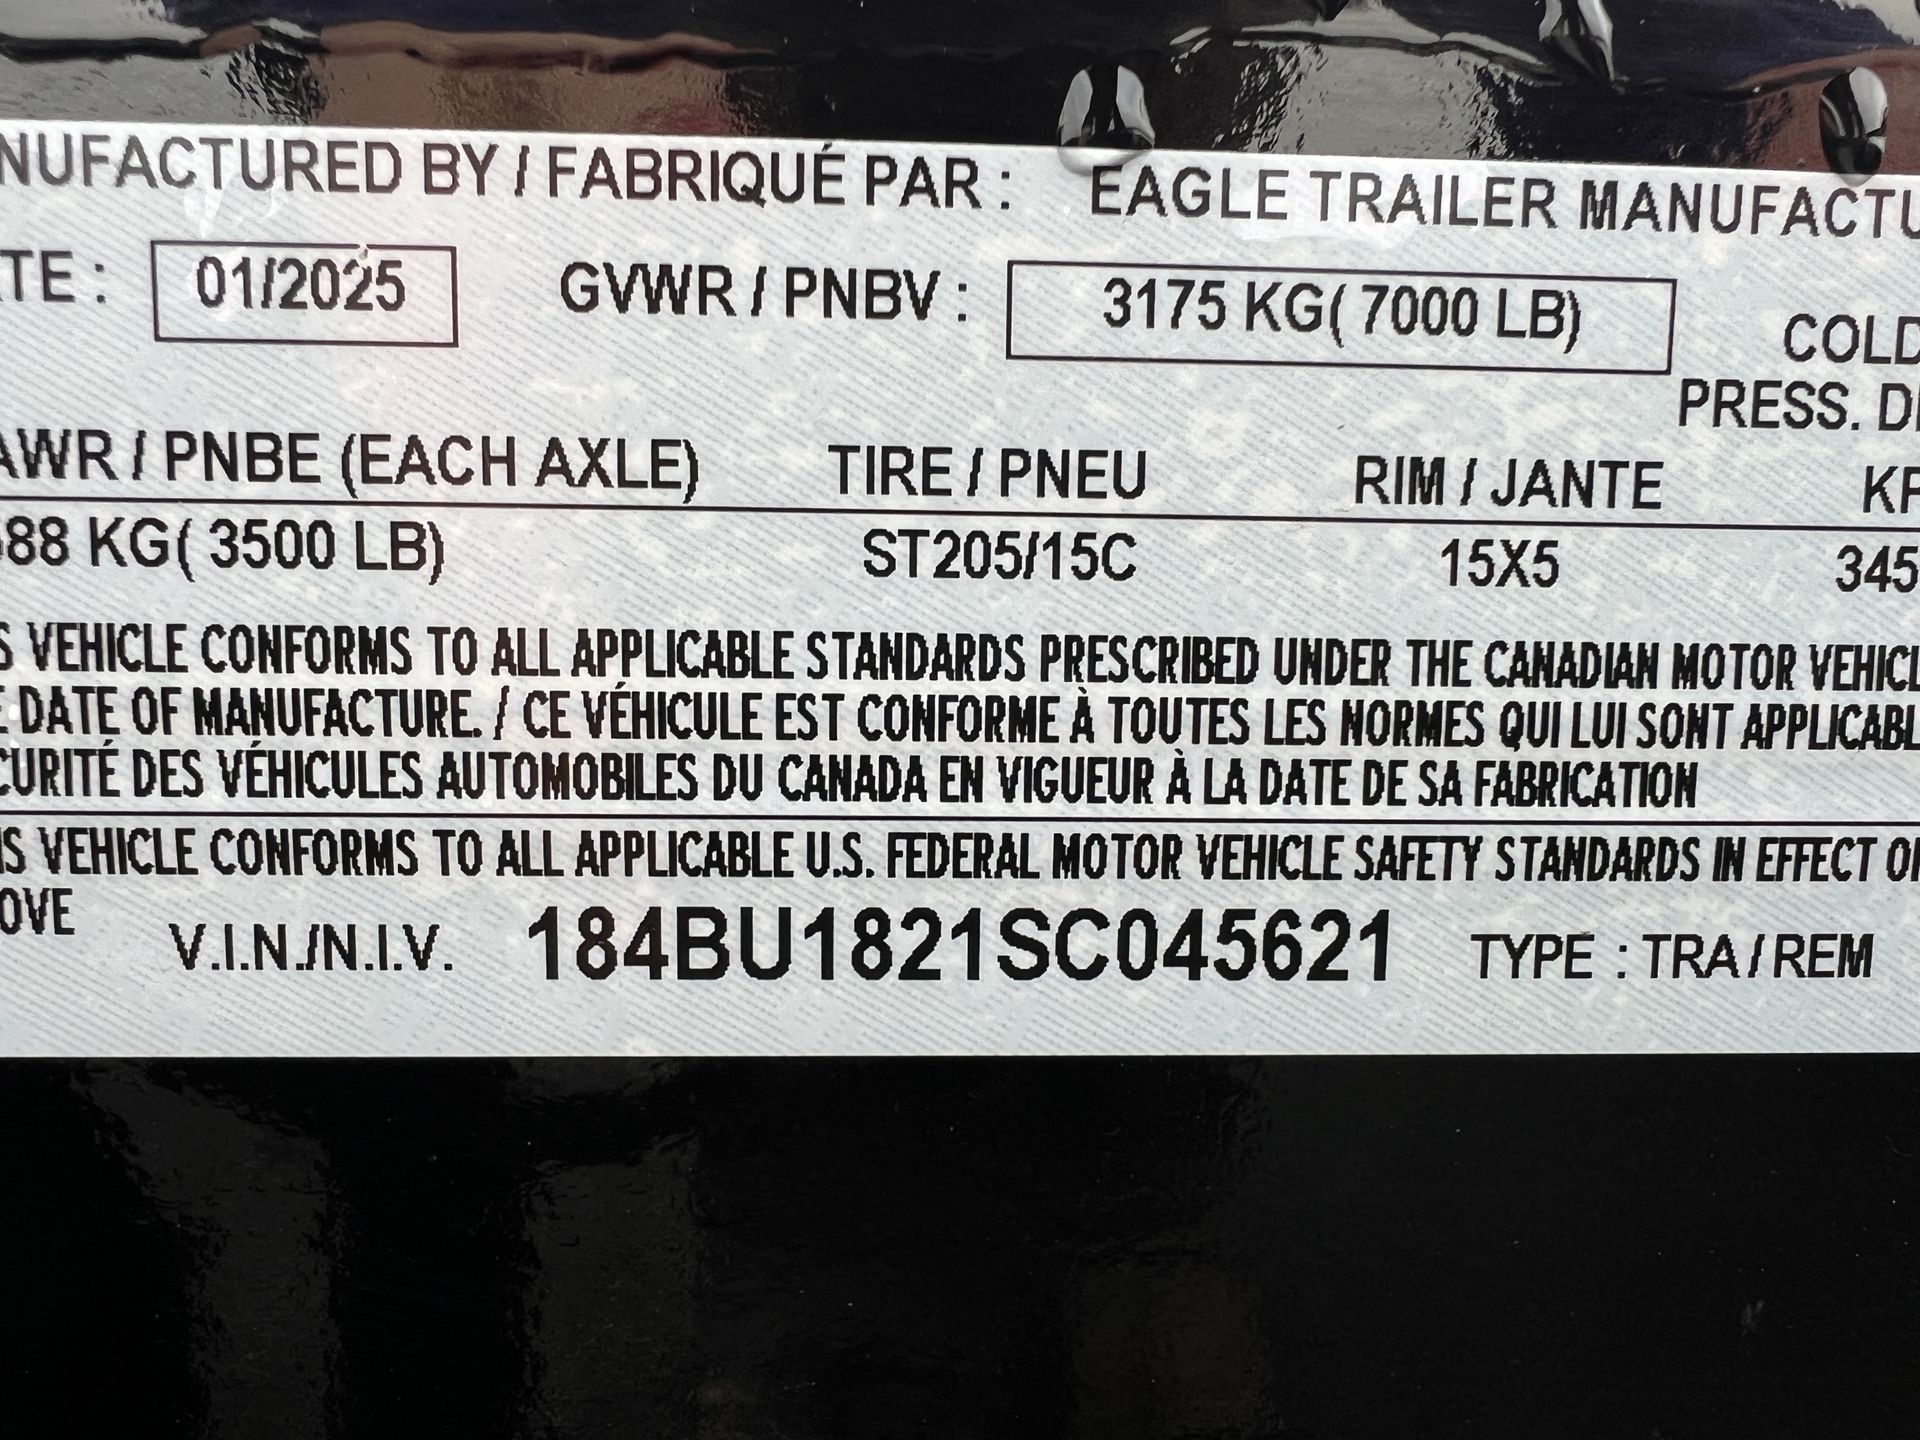 NUFACTURED BY / FABRIQUÉ PAR : EAGLE TRAILER MANUFACTU
TE : 01/2025 GVWR / PNBV : 3175 KG( 7000 LB)
COLD
PRESS. D
AWR / PNBE (EACH AXLE) TIRE / PNEU RIM / JANTE KP
88 KG( 3500 LB) ST205/15C 15X5 345
S VEHICLE CONFORMS TO ALL APPLICABLE STANDARDS PRESCRIBED UNDER THE CANADIAN MOTOR VEHICL
E DATE OF MANUFACTURE. / CE VÉHICULE EST CONFORME À TOUTES LES NORMES QUI LUI SONT APPLICABL
CURITÉ DES VÉHICULES AUTOMOBILES DU CANADA EN VIGUEUR À LA DATE DE SA FABRICATION
IS VEHICLE CONFORMS TO ALL APPLICABLE U.S. FEDERAL MOTOR VEHICLE SAFETY STANDARDS IN EFFECT O
OVE
V.I.N./N.I.V. 184BU1821SC045621 TYPE : TRA / REM